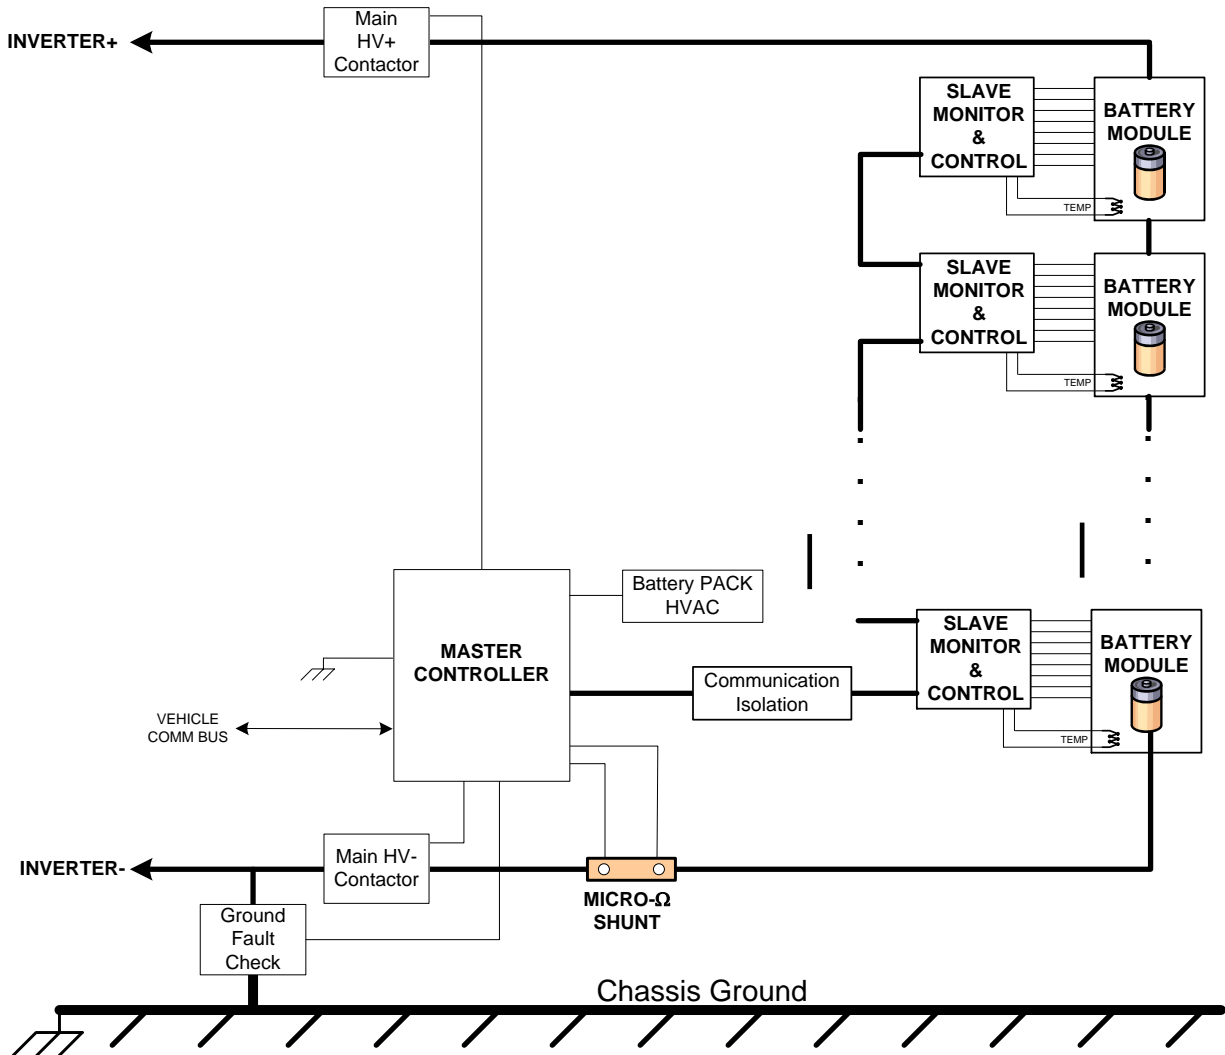 Main
HV+
Contactor
INVERTER+
SLAVE
MONITOR
&
CONTROL
BATTERY
MODULE
TEMP
SLAVE
MONITOR
&
CONTROL
BATTERY
MODULE
TEMP
Battery PACK
HVAC
MASTER
CONTROLLER
SLAVE
MONITOR
&
CONTROL
BATTERY
MODULE
TEMP
Communication
Isolation
VEHICLE
COMM BUS
INVERTER-
Main HV-
Contactor
MICRO-Ω
SHUNT
Ground
Fault
Check
Chassis Ground